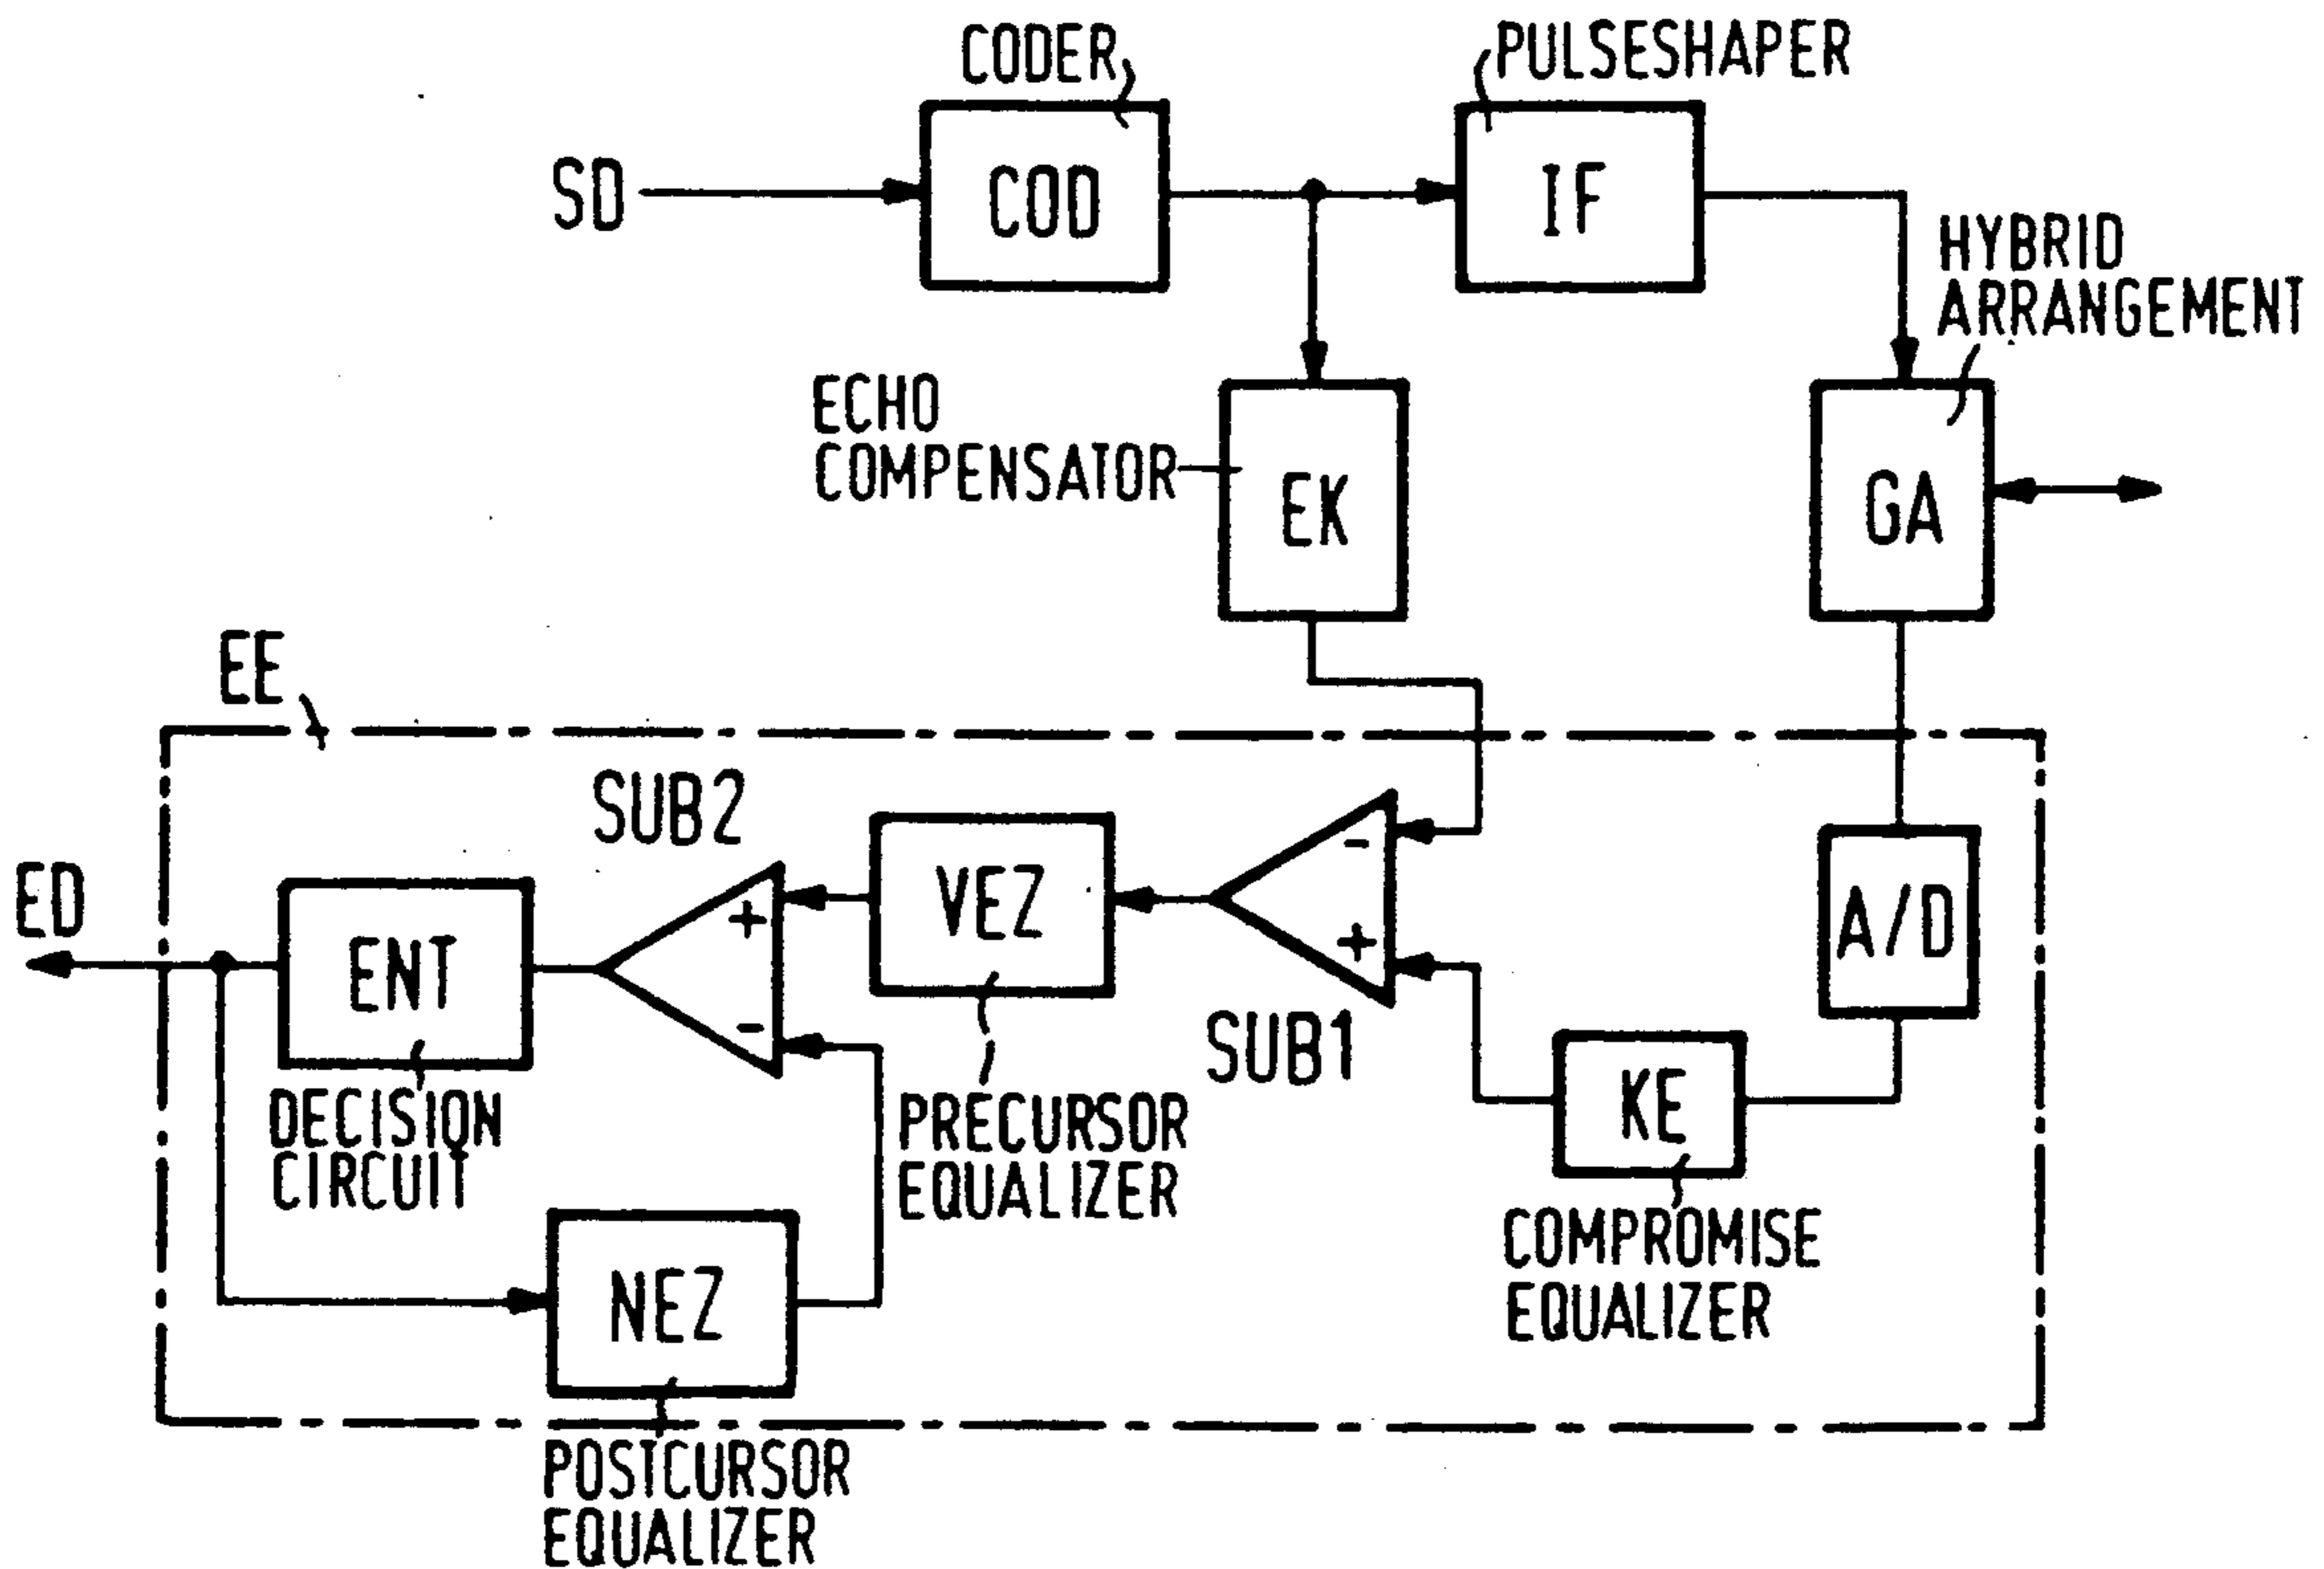 CODER
PULSESHAPER
SD
COD
IF
HYBRID
ARRANGEMENT
ECHO
COMPENSATOR
EK
GA
EE
SUB2
-
VEZ
A/D
ED
+
ENT
+
-
SUB1
KE
DECISION
CIRCUIT
PRECURSOR
EQUALIZER
NEZ
COMPROMISE
EQUALIZER
POSTCURSOR
EQUALIZER